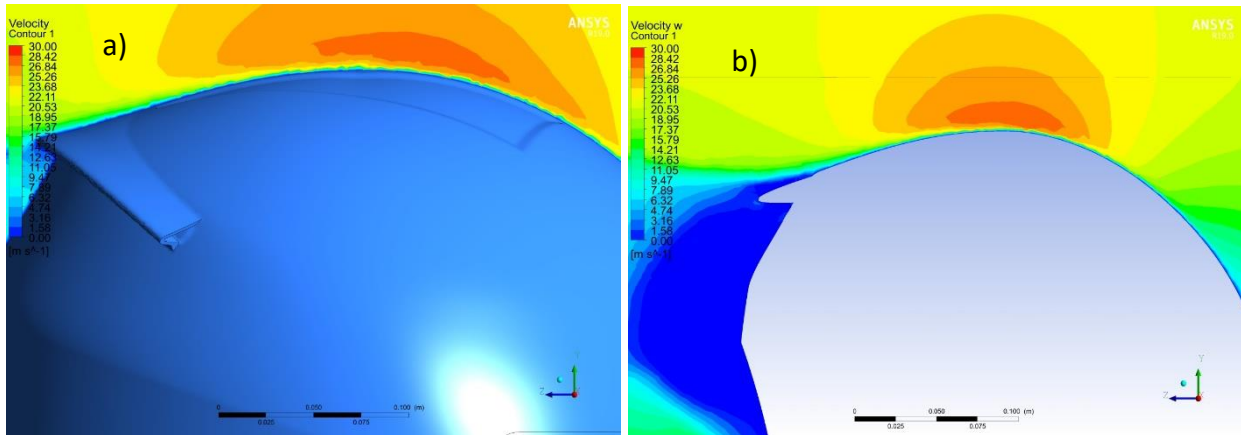 Velocity
Contour 1
30.00
28.42
26.84
25.26
23.68
22.11
20.53
18.95
17.37
15.79
14.21
12.63
11.05
9.47
7.89
6.32
4.74
3.16
1.58
0.00
[m s^-1]
a)
ANSYS
Y
Z
0 0.050 0.100 (m)
0.025 0.075
Velocity w
Contour 1
30.00
28.42
26.84
25.26
23.68
22.11
20.53
18.95
17.37
15.79
14.21
12.63
11.05
9.47
7.89
6.32
4.74
3.16
1.58
0.00
[m s^-1]
b)
ANSYS
Y
Z
0 0.050 0.100 (m)
0.025 0.075